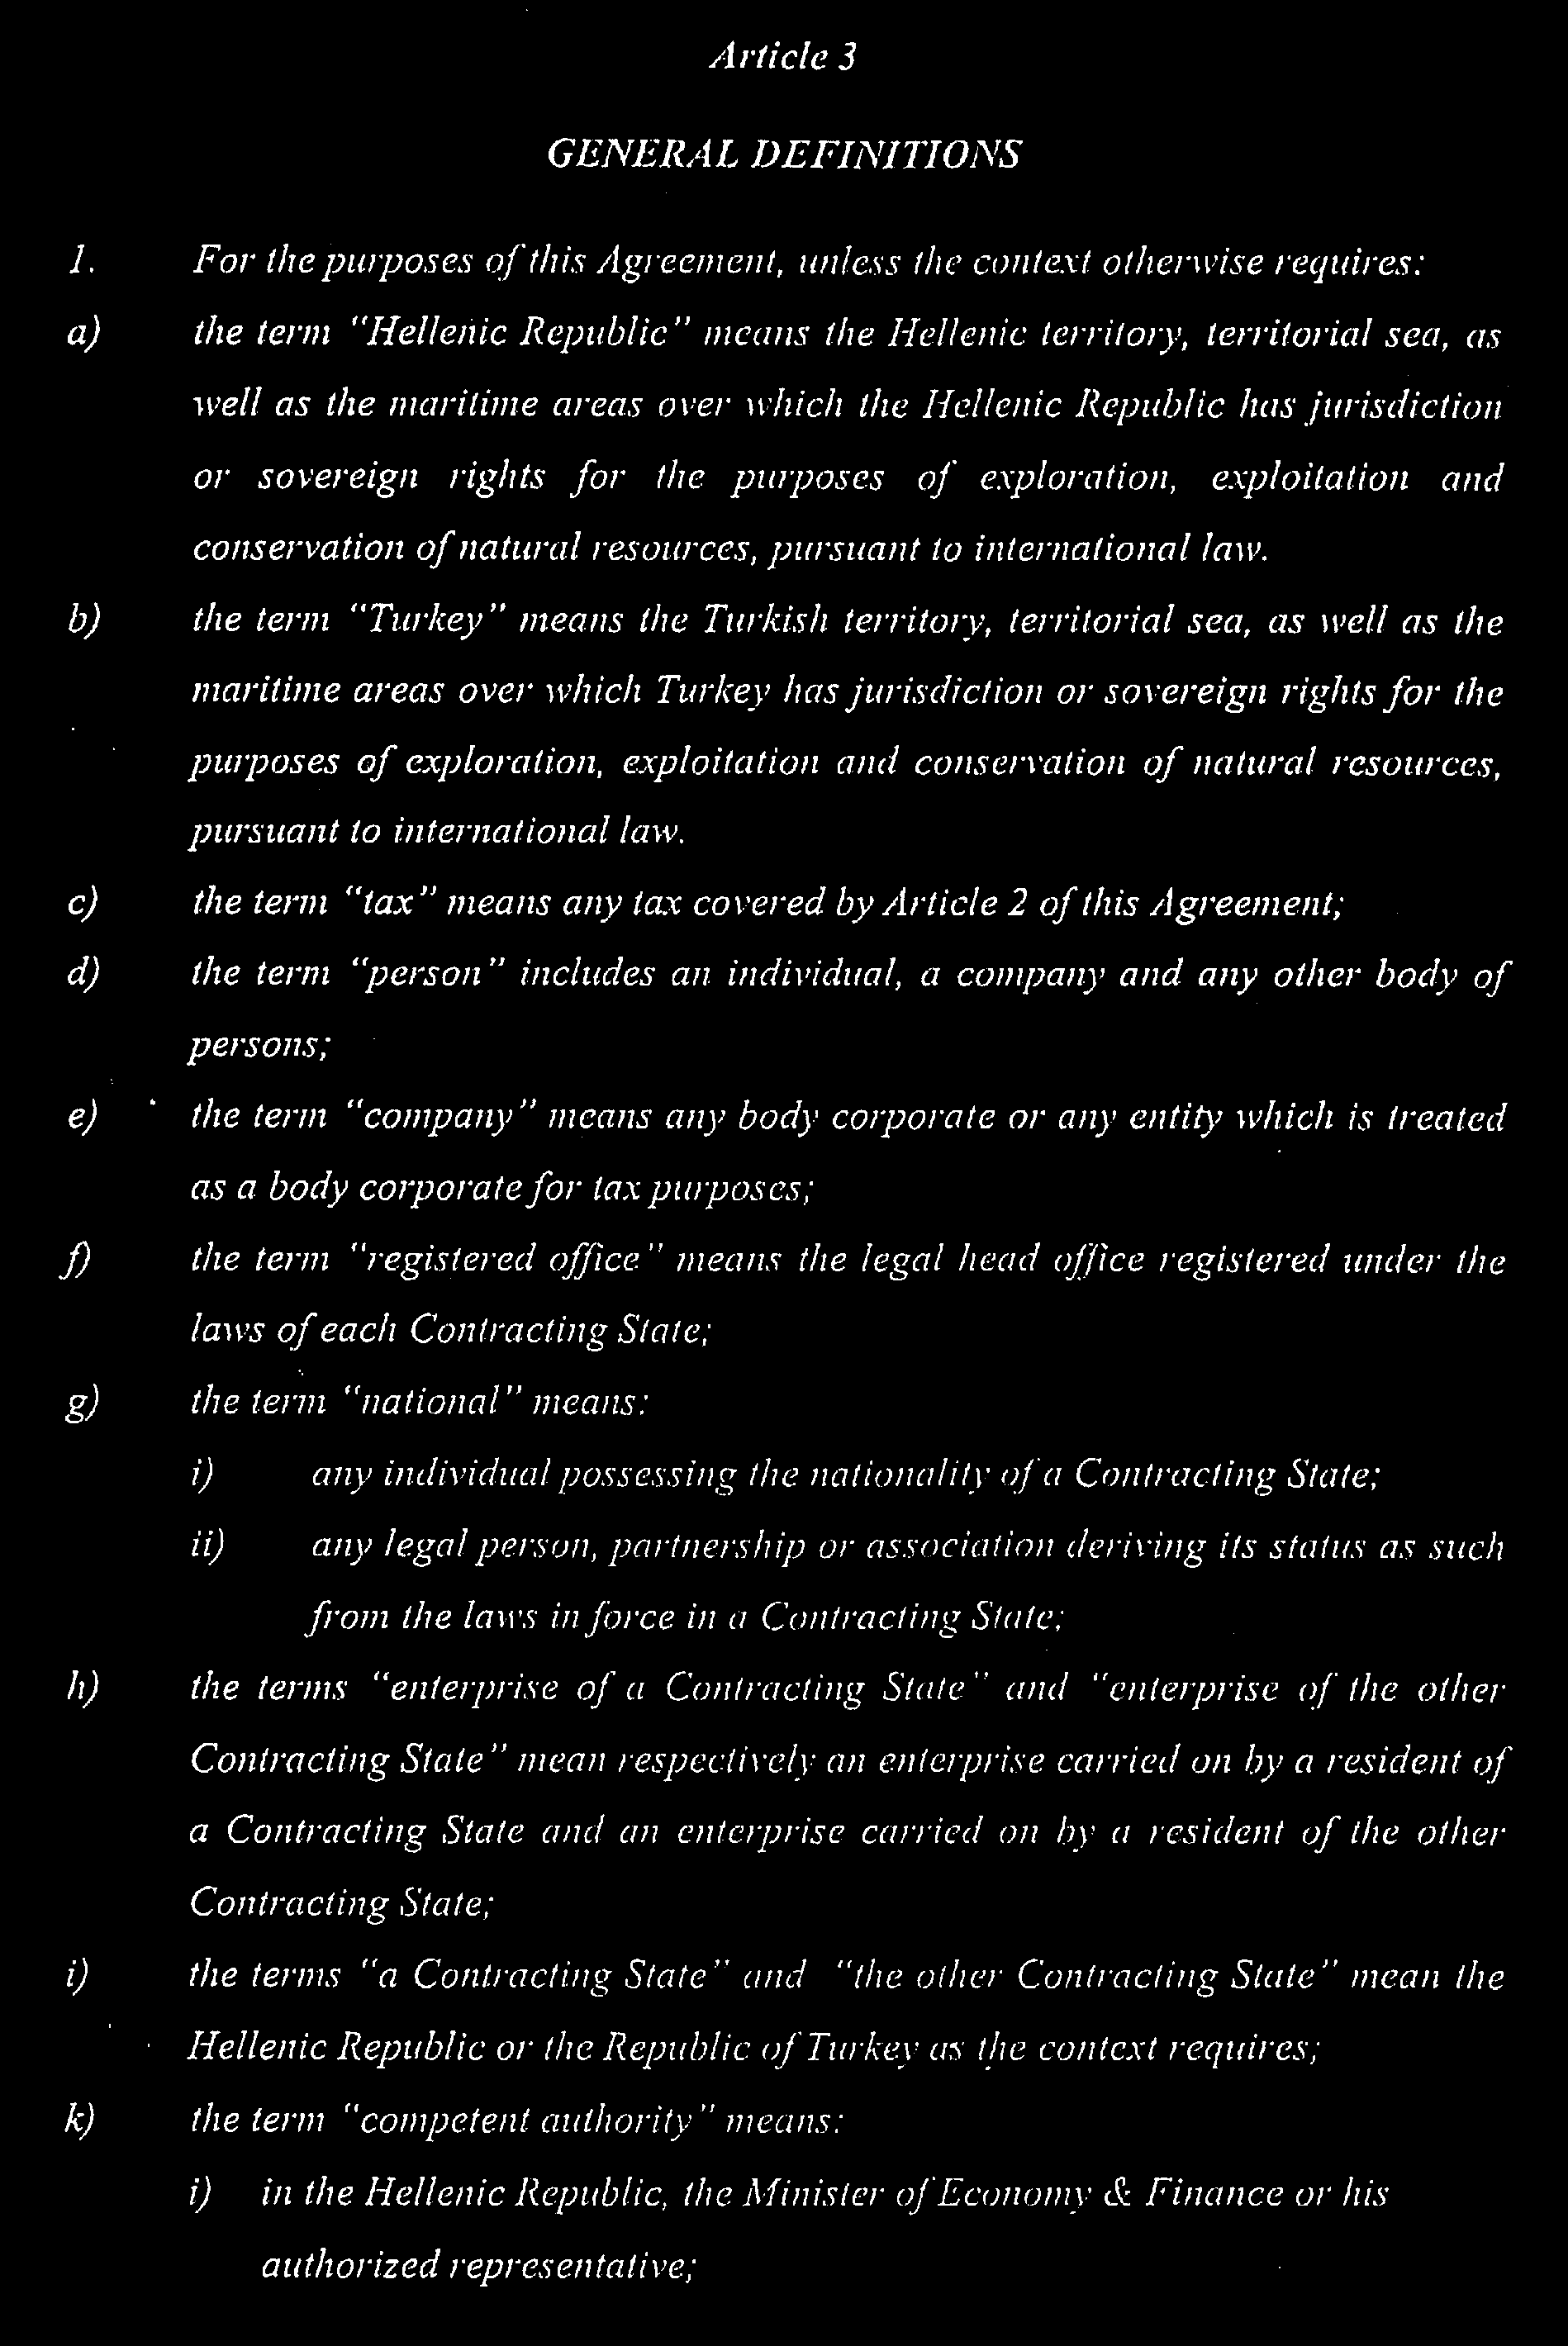 Article 3
GENERAL DEFINITIONS
1. For the purposes of this Agreement, unless the context otherwise requires:
a) the term “Hellenic Republic” means the Hellenic territory, territorial sea, as
well as the maritime areas over which the Hellenic Republic has jurisdiction
or sovereign rights for the purposes of exploration, exploitation and
conservation of natural resources, pursuant to international law.
b) the term “Turkey” means the Turkish territory, territorial sea, as well as the
maritime areas over which Turkey has jurisdiction or sovereign rights for the
purposes of exploration, exploitation and conservation of natural resources,
pursuant to international law.
c) the term “tax” means any tax covered by Article 2 of this Agreement;
d) the term “person” includes an individual, a company and any other body of
persons;
e) the term “company” means any body corporate or any entity which is treated
as a body corporate for tax purposes;
f) the term “registered office” means the legal head office registered under the
laws of each Contracting State;
g) the term “national” means:
i) any individual possessing the nationality of a Contracting State;
ii) any legal person, partnership or association deriving its status as such
from the laws in force in a Contracting State;
h) the terms “enterprise of a Contracting State” and “enterprise of the other
Contracting State” mean respectively an enterprise carried on by a resident of
a Contracting State and an enterprise carried on by a resident of the other
Contracting State;
i) the terms “a Contracting State” and “the other Contracting State” mean the
Hellenic Republic or the Republic of Turkey as the context requires;
k) the term “competent authority” means:
i) in the Hellenic Republic, the Minister of Economy & Finance or his
authorized representative;